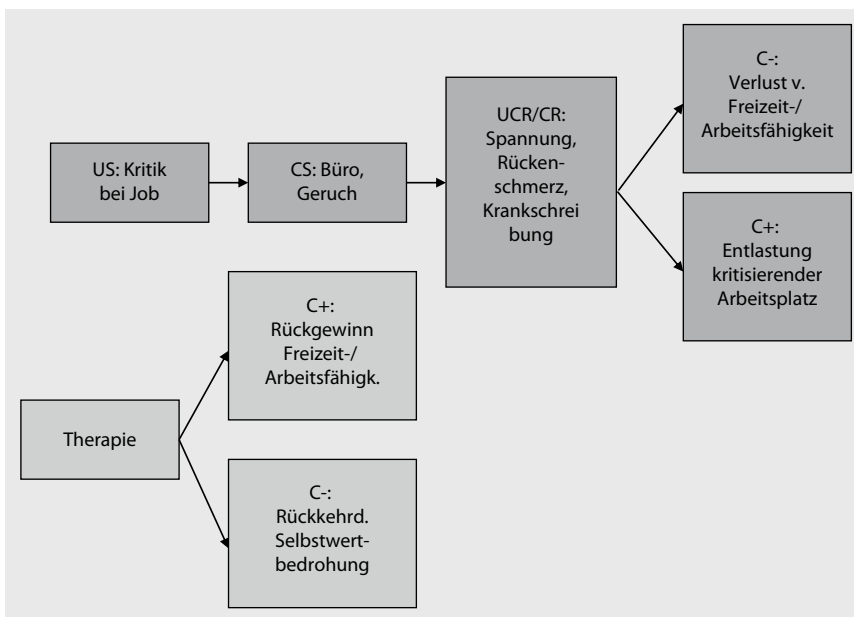 US: Kritik
bei Job
CS: Büro,
Geruch
UCR/CR:
Spannung,
Rücken-
schmerz,
Krankschrei
bung
C-:
Verlust v.
Freizeit-/
Arbeitsfähigkeit
C+:
Entlastung
kritisierender
Arbeitsplatz
Therapie
C+:
Rückgewinn
Freizeit-/
Arbeitsfähigk.
C-:
Rückkehrd.
Selbstwert-
bedrohung